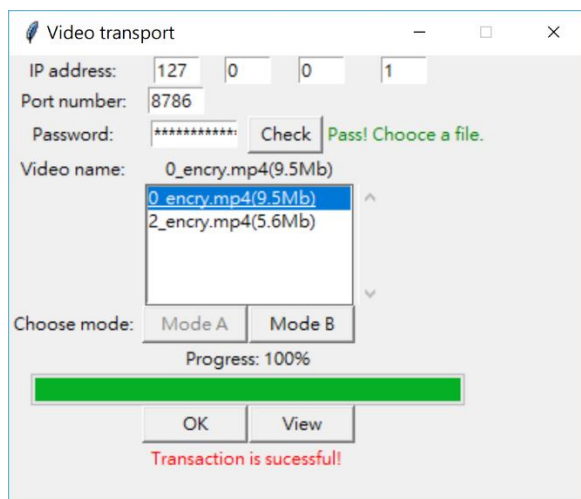 Video transport
IP address: 127 0 0 1
Port number: 8786
Password: ************ Check Pass! Chooce a file.
Video name: 0_encry.mp4(9.5Mb)
0_encry.mp4(9.5Mb)
2_encry.mp4(5.6Mb)
Choose mode: Mode A Mode B
Progress: 100%
OK View
Transaction is sucessful!